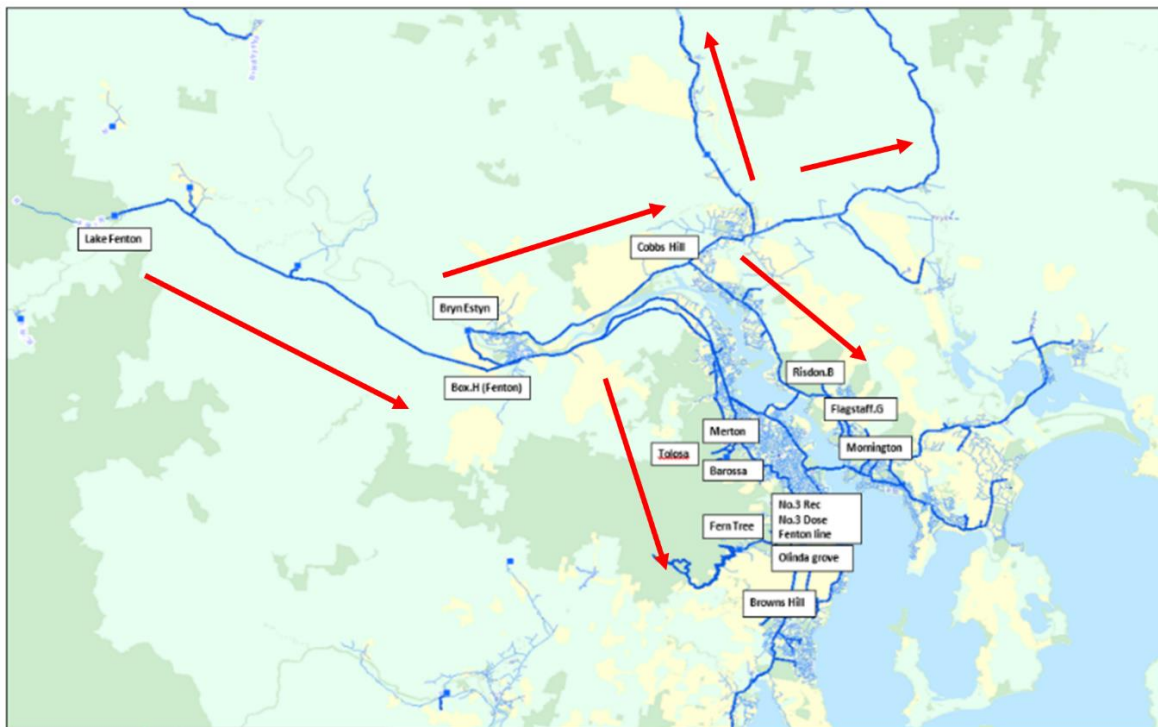 Lake Fenton
Cobbs Hill
Bryn Estyn
Box.H (Fenton)
Risdon.B
Flagstaff.G
Merton
Mornington
Tolosa
Barossa
No.3 Rec
No.3 Dose
Fenton line
Fern Tree
Olinda grove
Browns Hill